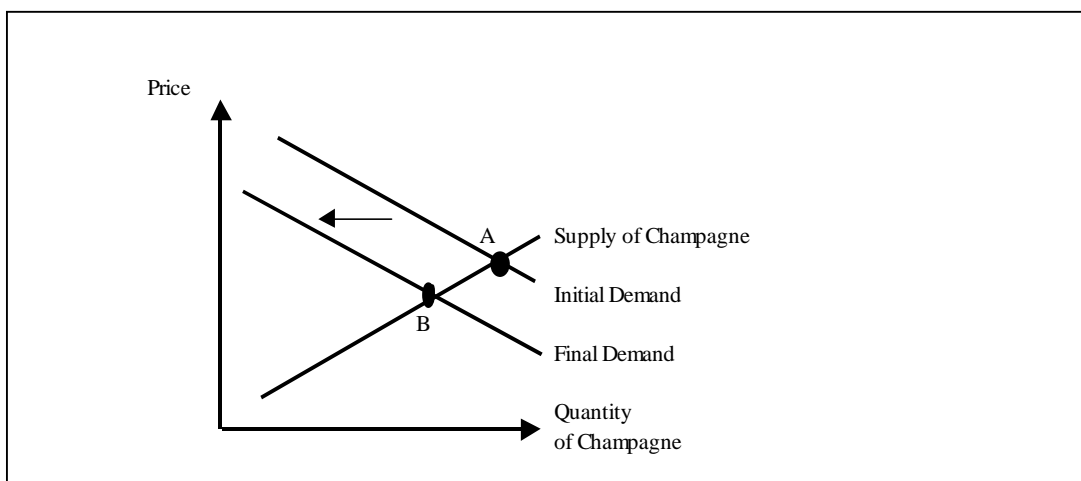 Price
A
Supply of Champagne
Initial Demand
B
Final Demand
Quantity
of Champagne